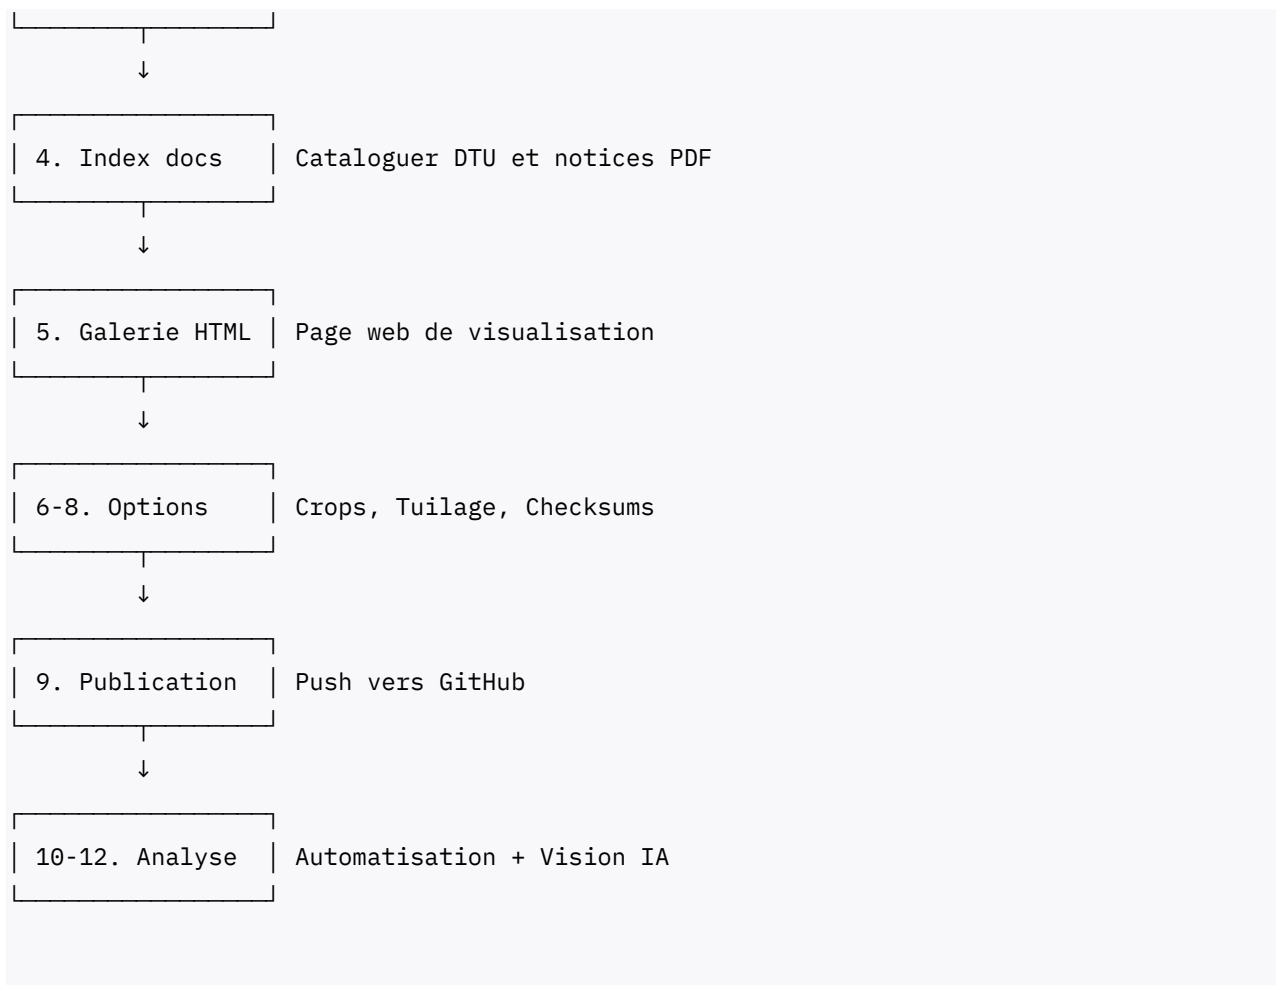 ↓
4. Index docs Cataloguer DTU et notices PDF
↓
5. Galerie HTML Page web de visualisation
↓
6-8. Options Crops, Tuilage, Checksums
↓
9. Publication Push vers GitHub
↓
10-12. Analyse Automatisation + Vision IA